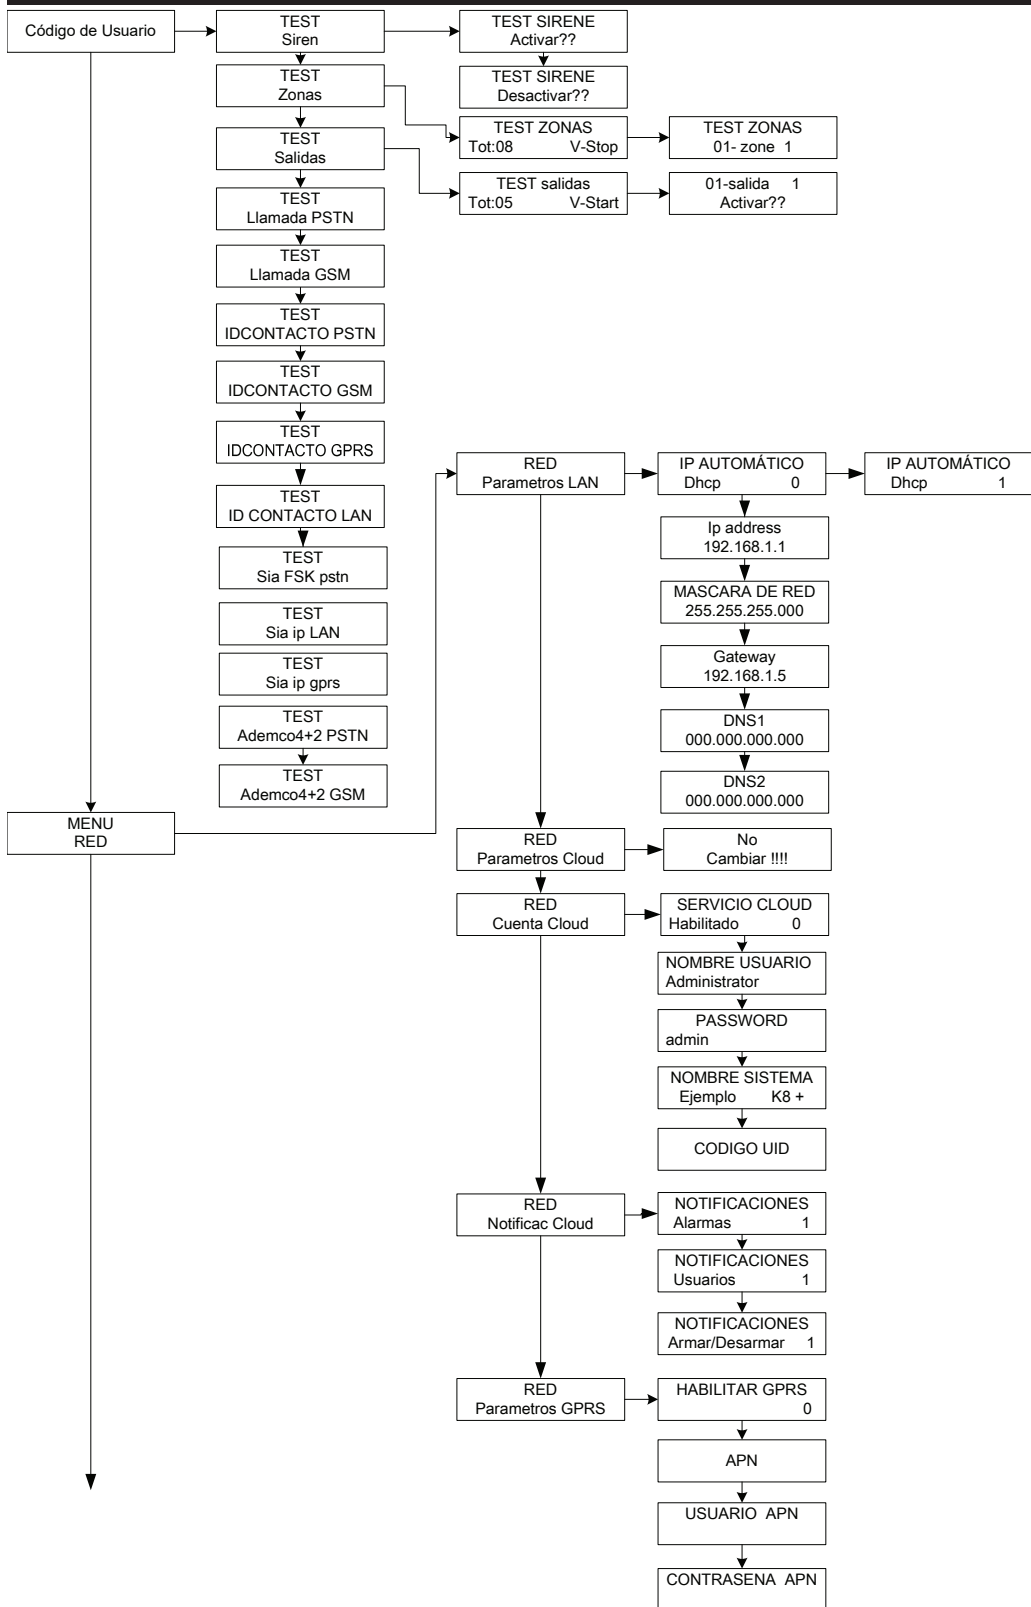 Código de Usuario
TEST
Siren
TEST SIRENE
Activar??
TEST SIRENE
Desactivar??
TEST
Zonas
TEST ZONAS
Tot:08 V-Stop
TEST ZONAS
01- zone 1
TEST
Salidas
TEST salidas
Tot:05 V-Start
01-salida 1
Activar??
TEST
Llamada PSTN
TEST
Llamada GSM
TEST
IDCONTACTO PSTN
TEST
IDCONTACTO GSM
TEST
IDCONTACTO GPRS
TEST
ID CONTACTO LAN
TEST
Sia FSK pstn
TEST
Sia ip LAN
TEST
Sia ip gprs
TEST
Ademco4+2 PSTN
TEST
Ademco4+2 GSM
MENU
RED
RED
Parametros LAN
IP AUTOMÁTICO
Dhcp 0
IP AUTOMÁTICO
Dhcp 1
Ip address
192.168.1.1
MASCARA DE RED
255.255.255.000
Gateway
192.168.1.5
DNS1
000.000.000.000
DNS2
000.000.000.000
RED
Parametros Cloud
No
Cambiar !!!!
RED
Cuenta Cloud
SERVICIO CLOUD
Habilitado 0
NOMBRE USUARIO
Administrator
PASSWORD
admin
NOMBRE SISTEMA
Ejemplo K8 +
CODIGO UID
RED
Notificac Cloud
NOTIFICACIONES
Alarmas 1
NOTIFICACIONES
Usuarios 1
NOTIFICACIONES
Armar/Desarmar 1
RED
Parametros GPRS
HABILITAR GPRS
0
APN
USUARIO APN
CONTRASENA APN